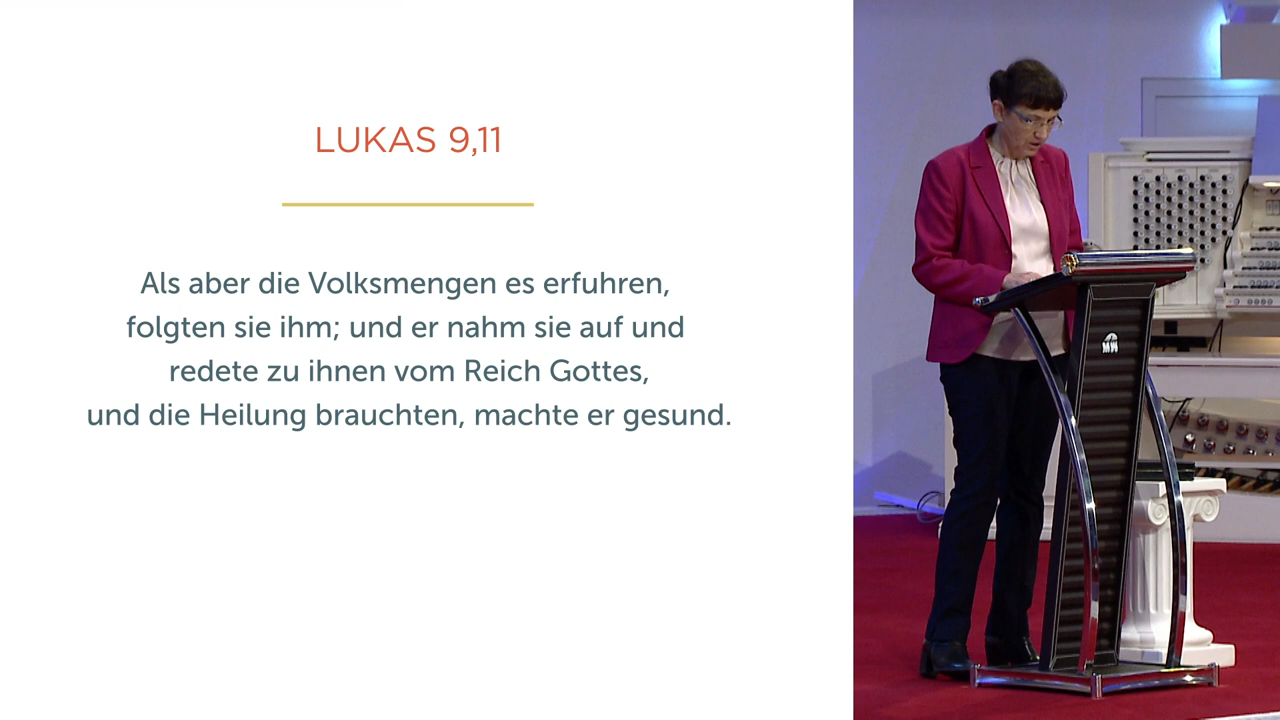 LUKAS 9,11
Als aber die Volksmengen es erfuhren,
folgten sie ihm; und er nahm sie auf und
redete zu ihnen vom Reich Gottes,
und die Heilung brauchten, machte er gesund.